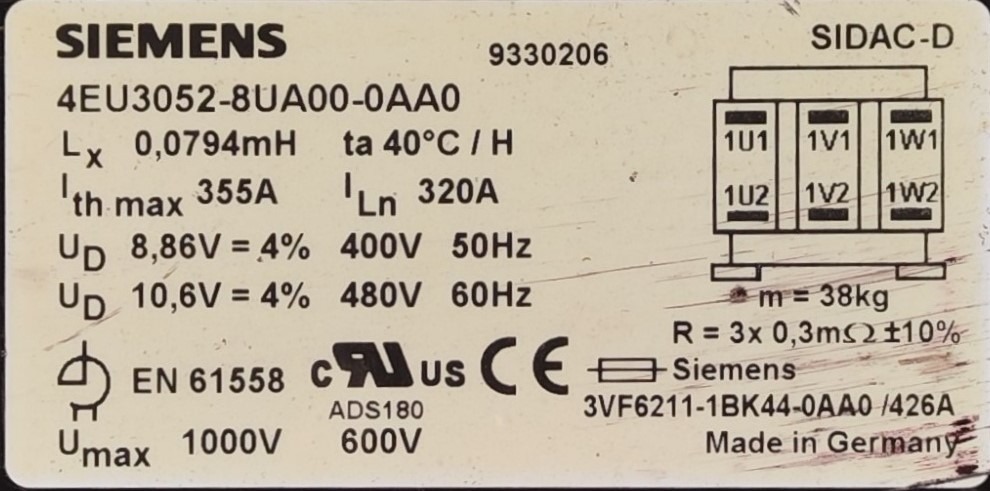 SIEMENS 9330206 SIDAC-D
4EU3052-8UA00-0AA0
Lx 0,0794mH ta 40°C / H
Ith max 355A ILn 320A
UD 8,86V = 4% 400V 50Hz
UD 10,6V = 4% 480V 60Hz
1U1 1V1 1W1
1U2 1V2 1W2
m = 38kg
R = 3x 0,3mΩ ±10%
EN 61558 c RU US CE Siemens
ADS180 3VF6211-1BK44-0AA0 /426A
Umax 1000V 600V Made in Germany